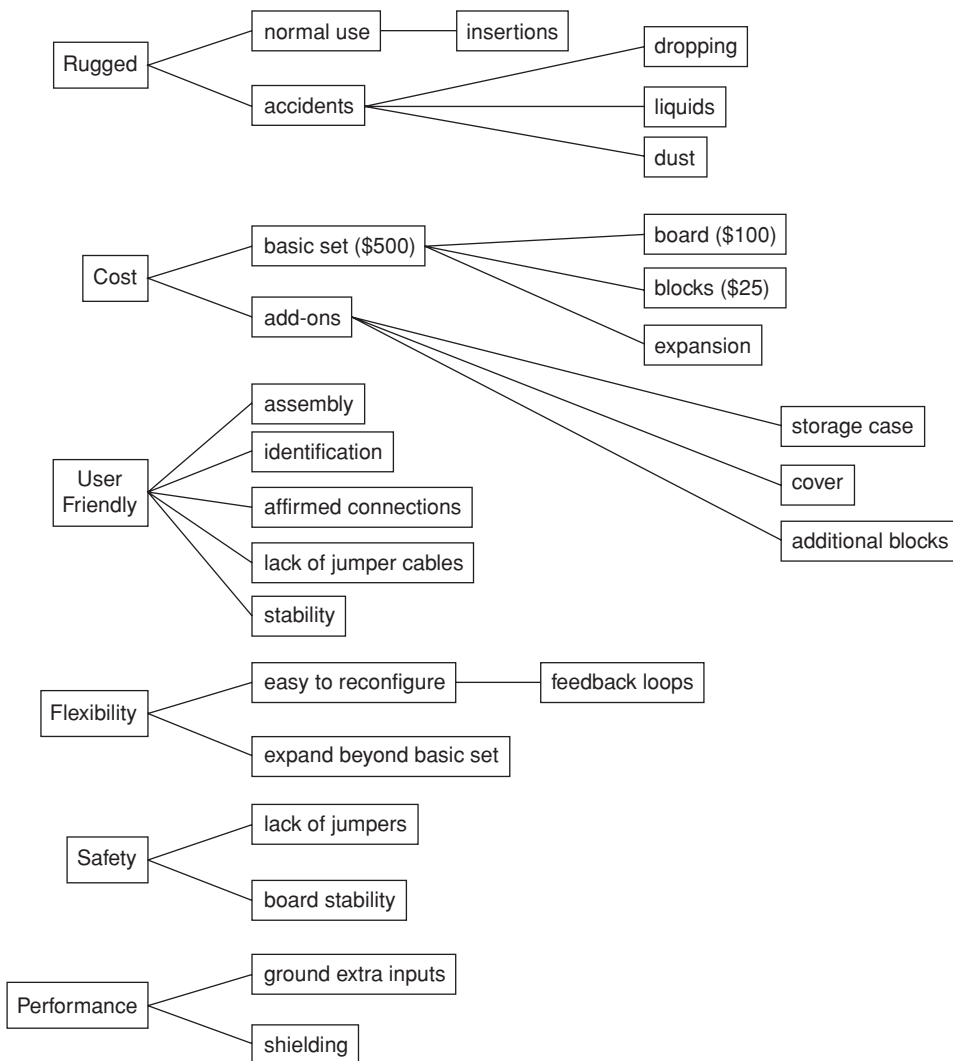 Rugged
normal use
insertions
accidents
dropping
liquids
dust
Cost
basic set ($500)
board ($100)
blocks ($25)
expansion
add-ons
storage case
cover
additional blocks
User
Friendly
assembly
identification
affirmed connections
lack of jumper cables
stability
Flexibility
easy to reconfigure
feedback loops
expand beyond basic set
Safety
lack of jumpers
board stability
Performance
ground extra inputs
shielding